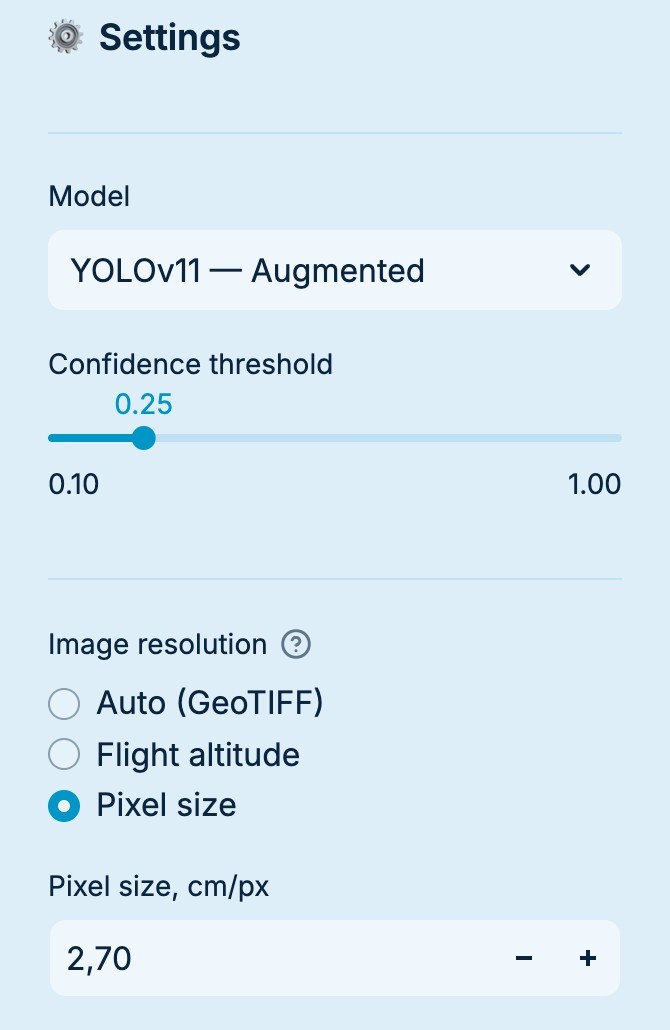 Settings
Model
YOLOv11 — Augmented
Confidence threshold
0.25
0.10 1.00
Image resolution ?
Auto (GeoTIFF)
Flight altitude
Pixel size
Pixel size, cm/px
2,70 − +